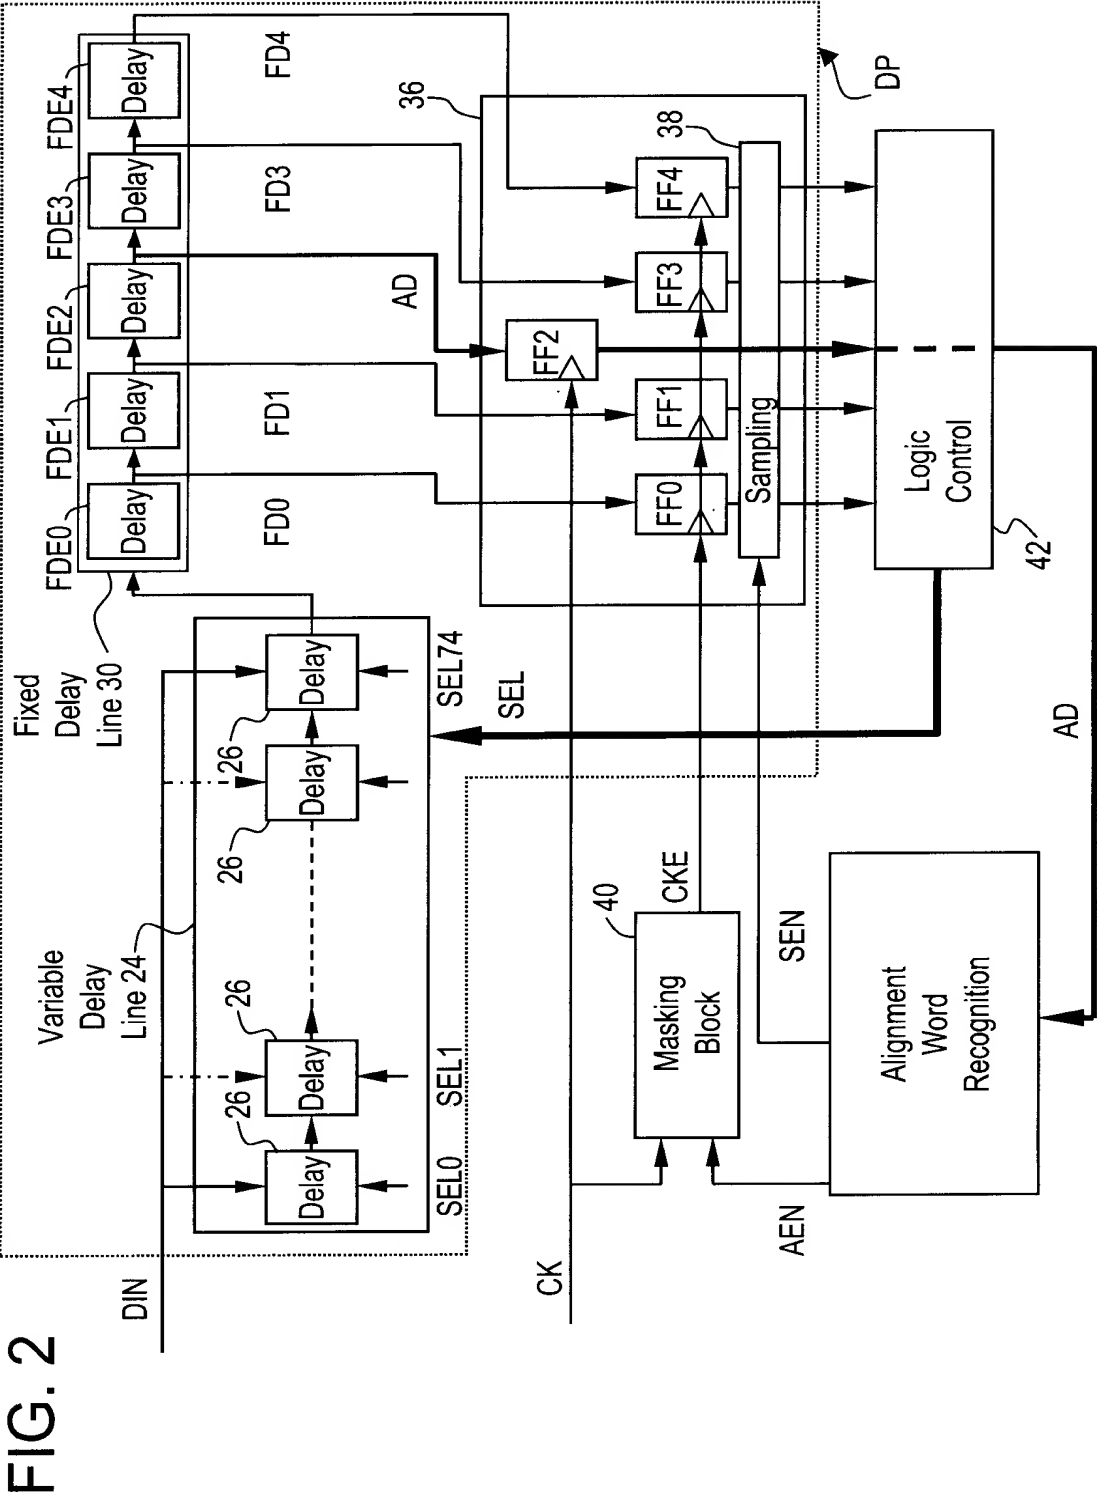 FIG. 2
DIN
Variable
Delay
Line 24
Fixed
Delay
Line 30
FDE0
FDE1
FDE2
FDE3
FDE4
Delay
Delay
Delay
Delay
Delay
26
26
26
26
Delay
Delay
Delay
Delay
SEL0
SEL1
SEL74
SEL
FD0
FD1
AD
FD3
FD4
36
38
DP
FF0
FF1
FF2
FF3
FF4
Sampling
CK
40
CKE
Masking
Block
SEN
AEN
Logic
Control
42
AD
Alignment
Word
Recognition